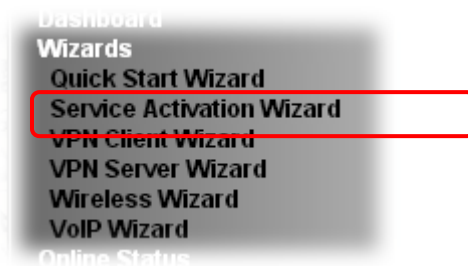 Dashboard
Wizards
Quick Start Wizard
Service Activation Wizard
VPN Client Wizard
VPN Server Wizard
Wireless Wizard
VoIP Wizard
Online Status